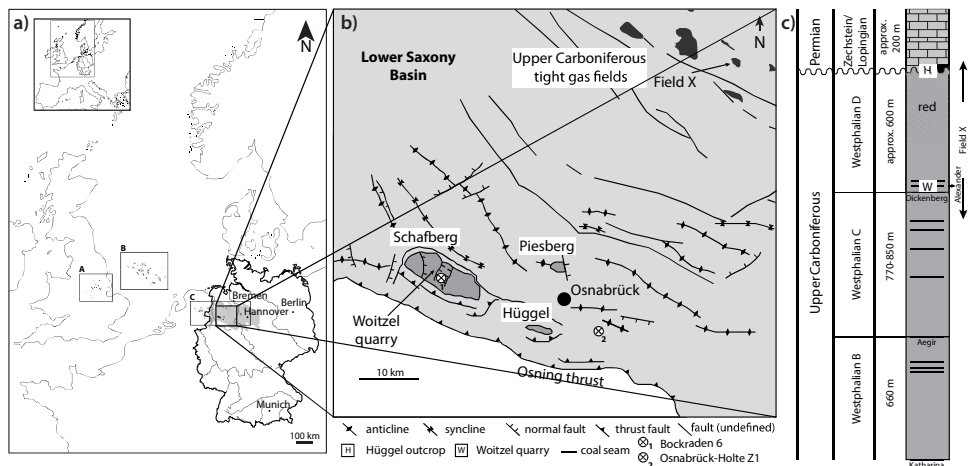 a)
N
A
B
C
Bremen
Berlin
Hannover
Munich
100 km
b)
Lower Saxony
Basin
Upper Carboniferous
tight gas fields
N
Field X
Schafberg
Piesberg
1
Osnabrück
Woitzel
quarry
Hüggel
2
10 km
Osning thrust
anticline
syncline
normal fault
thrust fault
fault (undefined)
H Hüggel outcrop
W Woitzel quarry
coal seam
1 Bockraden 6
2 Osnabrück-Holte Z1
c)
Permian
Zechstein/
Lopingian
approx.
200 m
H
Upper Carboniferous
Westphalian D
approx. 600 m
red
W
Field X
Alexander
Dickenberg
Westphalian C
770-850 m
Aegir
Westphalian B
660 m
Katharina